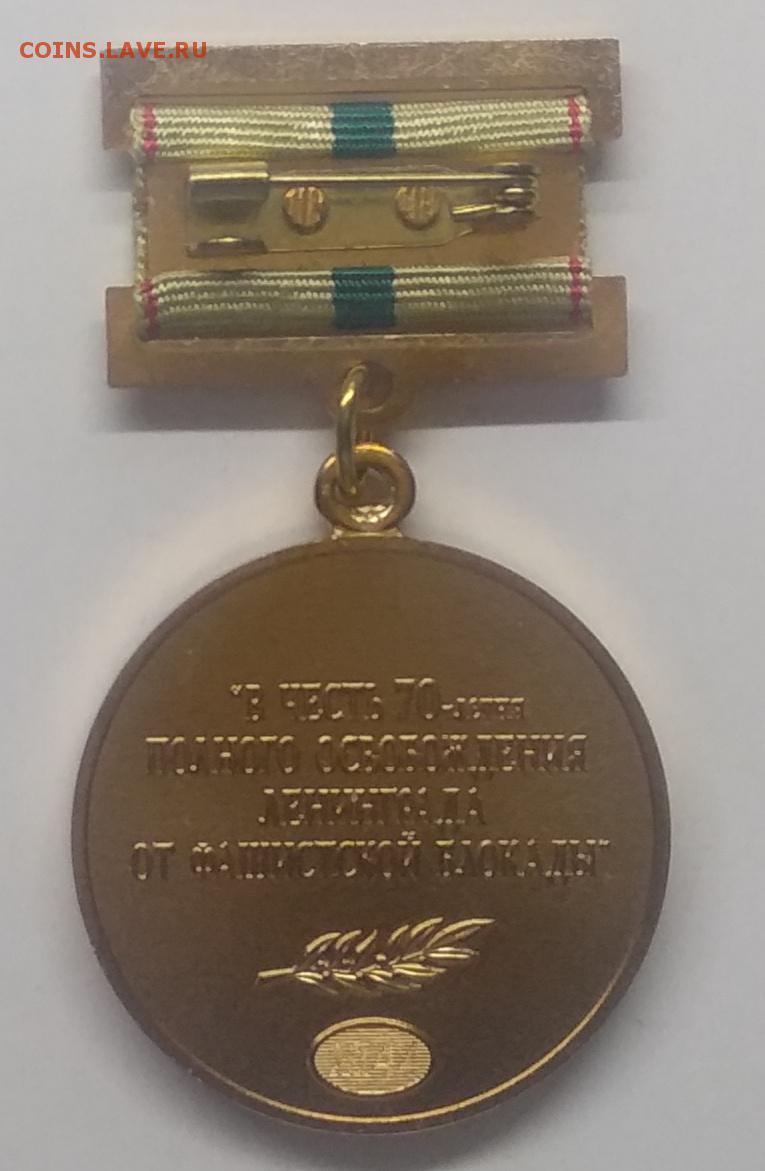 COINS.LAVE.RU
"В ЧЕСТЬ 70-летия
ПОЛНОГО ОСВОБОЖДЕНИЯ
ЛЕНИНГРАДА
ОТ ФАШИСТСКОЙ БЛОКАДЫ"